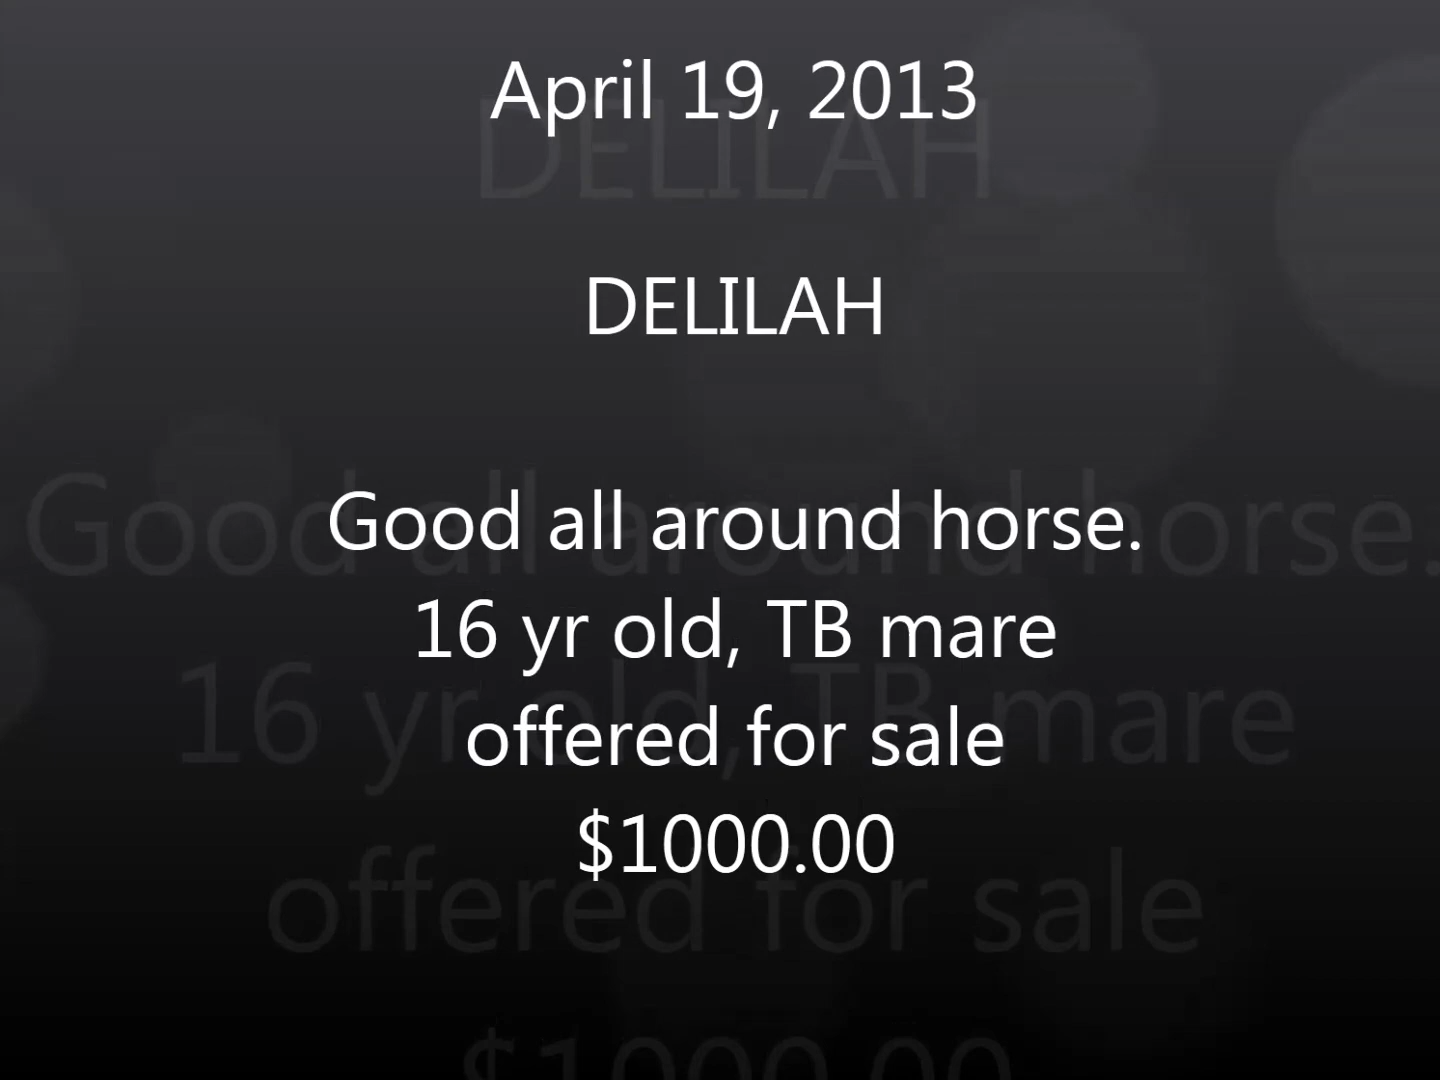 April 19, 2013
DELILAH
Good all around horse.
16 yr old, TB mare
offered for sale
$1000.00